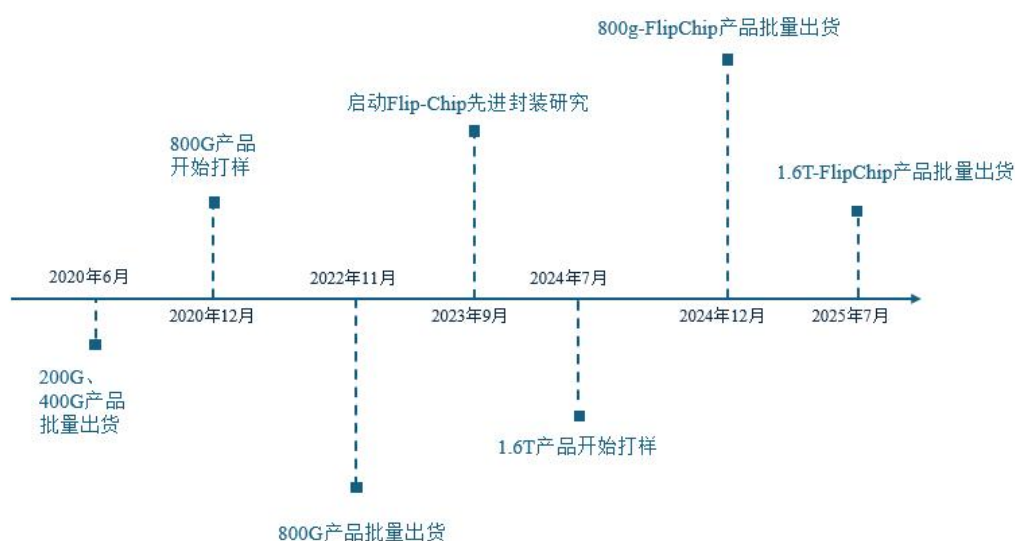 800g-FlipChip产品批量出货
启动Flip-Chip先进封装研究
800G产品
开始打样
1.6T-FlipChip产品批量出货
2020年6月
2022年11月
2024年7月
2020年12月
2023年9月
2024年12月
2025年7月
200G、
400G产品
批量出货
1.6T产品开始打样
800G产品批量出货